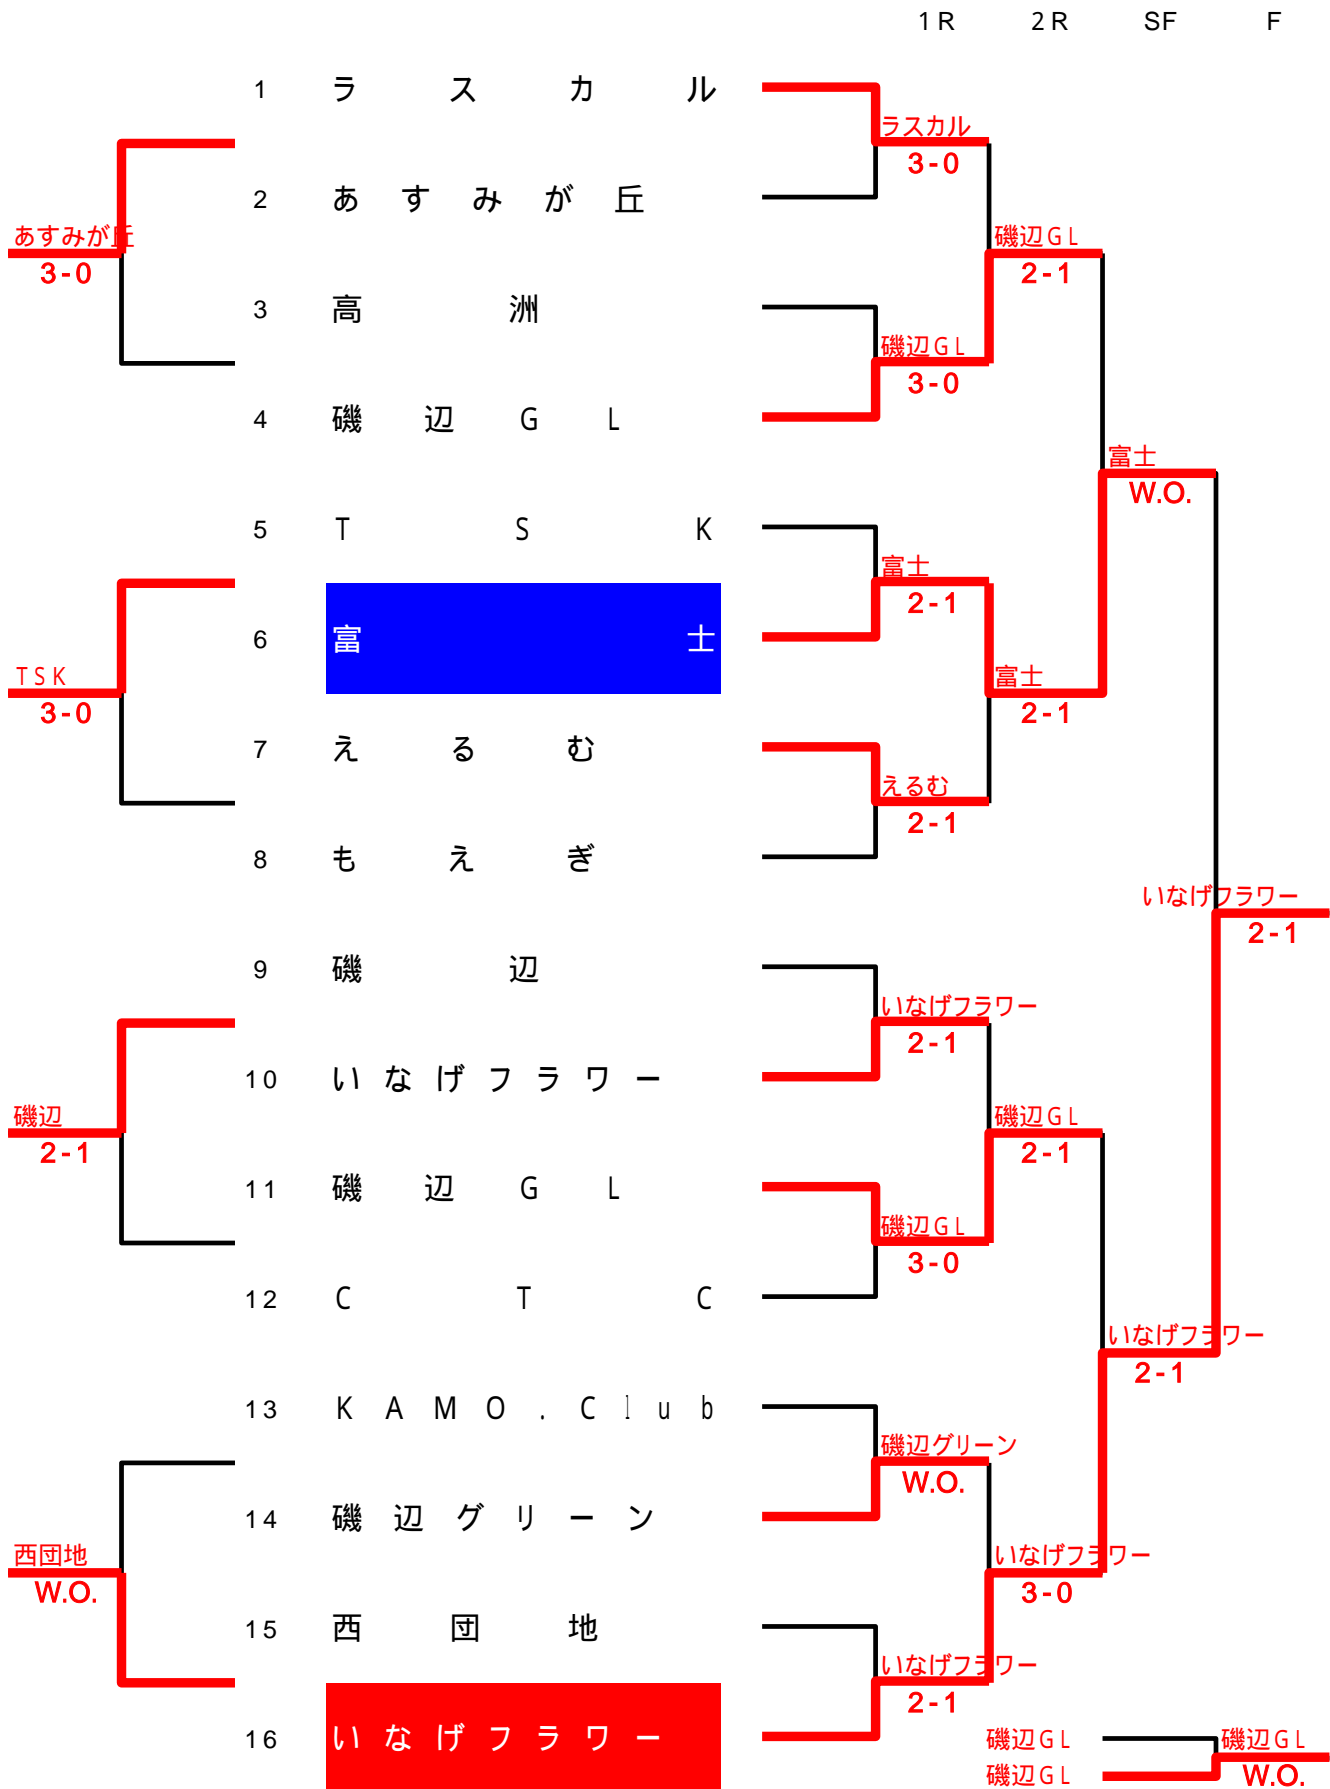 1R 2R SF F
1 ラスカル
ラスカル
3-0
2 あすみが丘
あすみが丘
3-0
磯辺GL
2-1
3 高洲
磯辺GL
3-0
4 磯辺GL
富士
W.O.
5 TSK
富士
2-1
6 富士
TSK
3-0
富士
2-1
7 えるむ
えるむ
2-1
8 もえぎ
いなげフラワー
2-1
9 磯辺
いなげフラワー
2-1
10 いなげフラワー
磯辺
2-1
磯辺GL
2-1
11 磯辺GL
磯辺GL
3-0
12 CTC
いなげフラワー
2-1
13 KAMO.Club
磯辺グリーン
W.O.
14 磯辺グリーン
西団地
W.O.
いなげフラワー
3-0
15 西団地
いなげフラワー
2-1
16 いなげフラワー
磯辺GL
磯辺GL
磯辺GL
W.O.